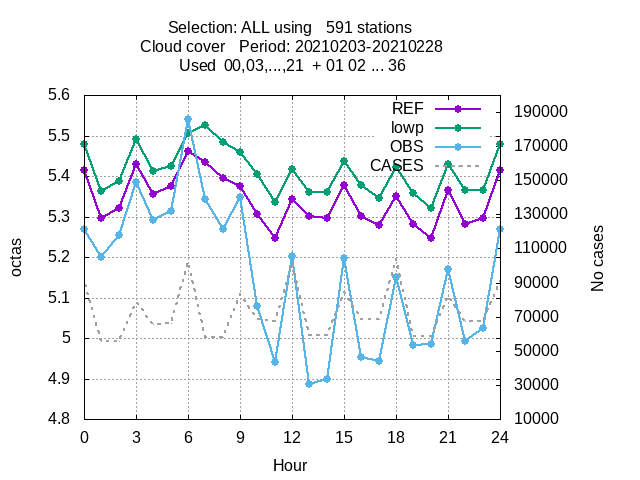 Selection: ALL using   591 stations
Cloud cover   Period: 20210203-20210228
Used  00,03,...,21  + 01 02 ... 36
REF
lowp
OBS
CASES
5.6
5.5
5.4
5.3
5.2
5.1
5
4.9
4.8
octas
190000
170000
150000
130000
110000
90000
70000
50000
30000
10000
No cases
0 3 6 9 12 15 18 21 24
Hour